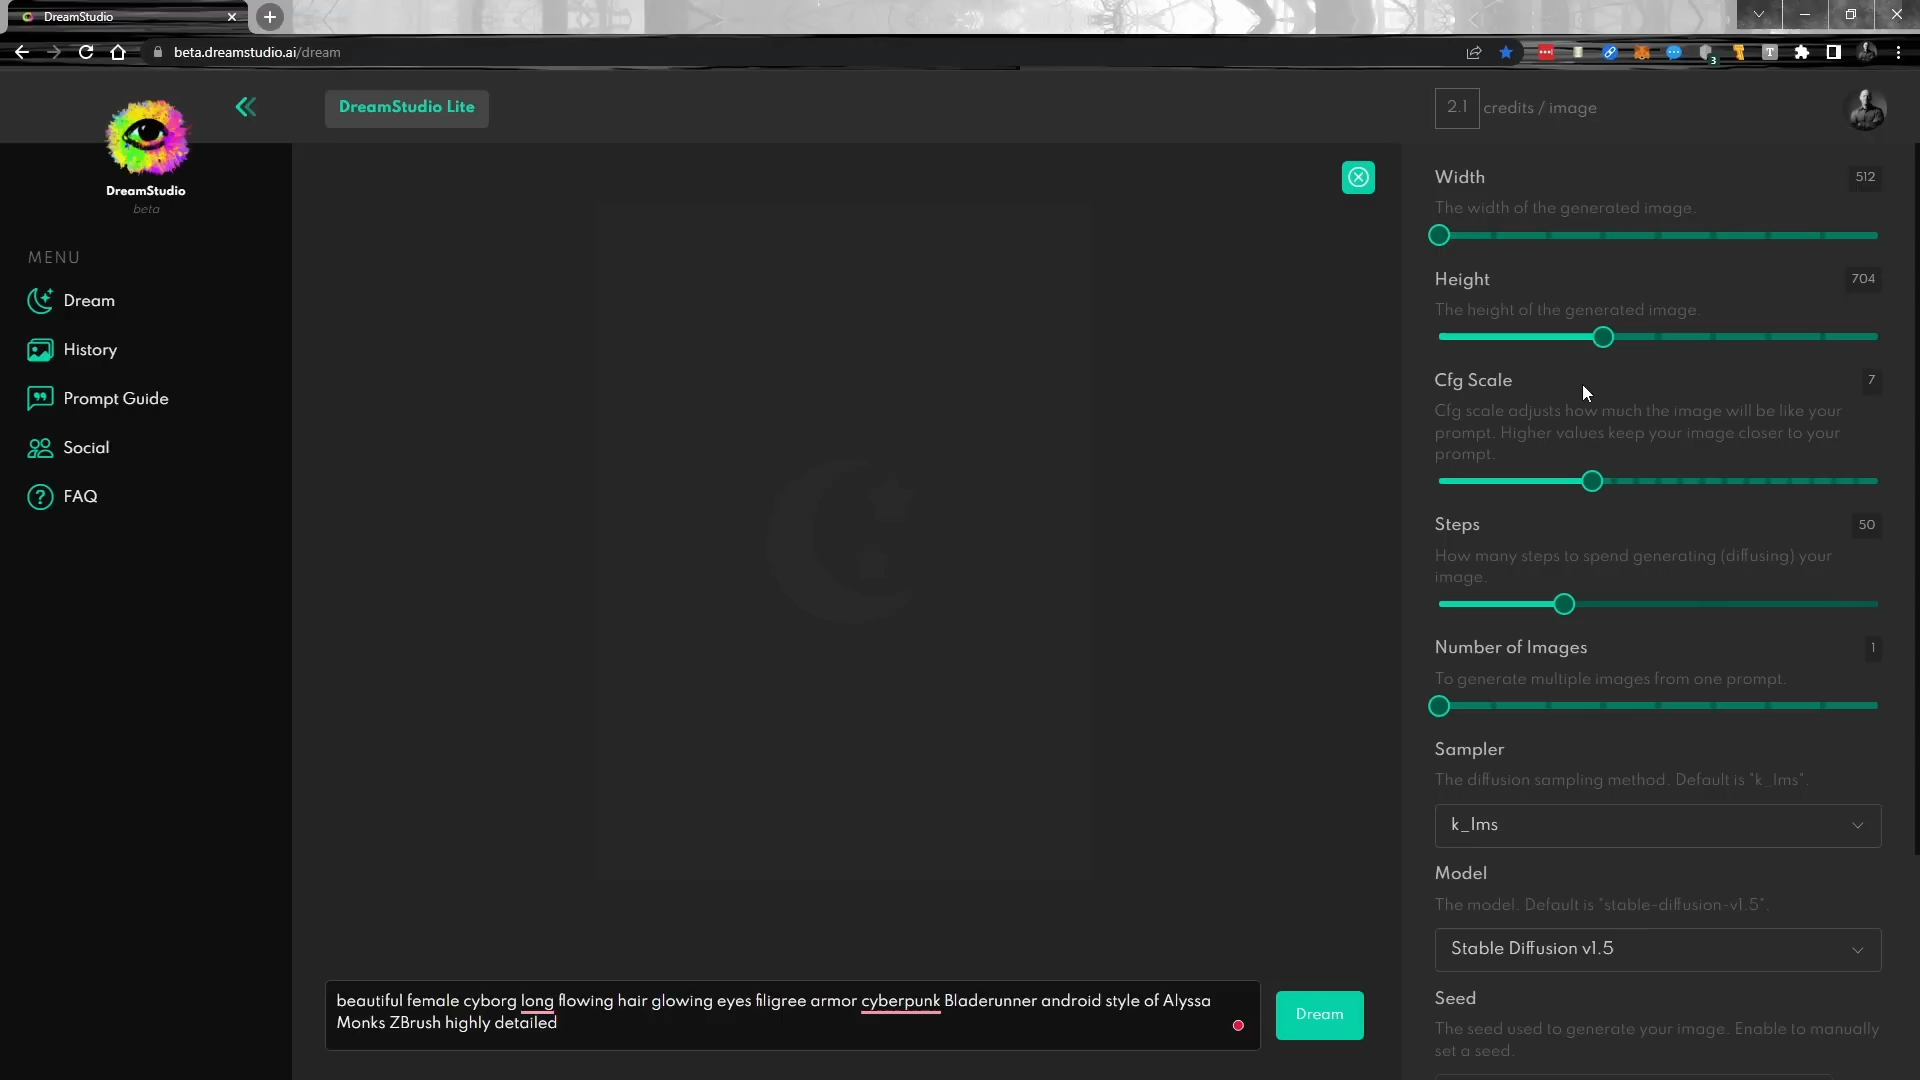 DreamStudio
beta.dreamstudio.ai/dream
3
T
DreamStudio Lite
2.1 credits / image
DreamStudio
beta
MENU
Dream
History
Prompt Guide
Social
FAQ
Width
512
The width of the generated image.
Height
704
The height of the generated image.
Cfg Scale
7
Cfg scale adjusts how much the image will be like your
prompt. Higher values keep your image closer to your
prompt.
Steps
50
How many steps to spend generating (diffusing) your
image.
Number of Images
1
To generate multiple images from one prompt.
Sampler
The diffusion sampling method. Default is "k_lms".
k_lms
Model
The model. Default is "stable-diffusion-v1.5".
Stable Diffusion v1.5
Seed
The seed used to generate your image. Enable to manually
set a seed.
beautiful female cyborg long flowing hair glowing eyes filigree armor cyberpunk Bladerunner android style of Alyssa
Monks ZBrush highly detailed
Dream